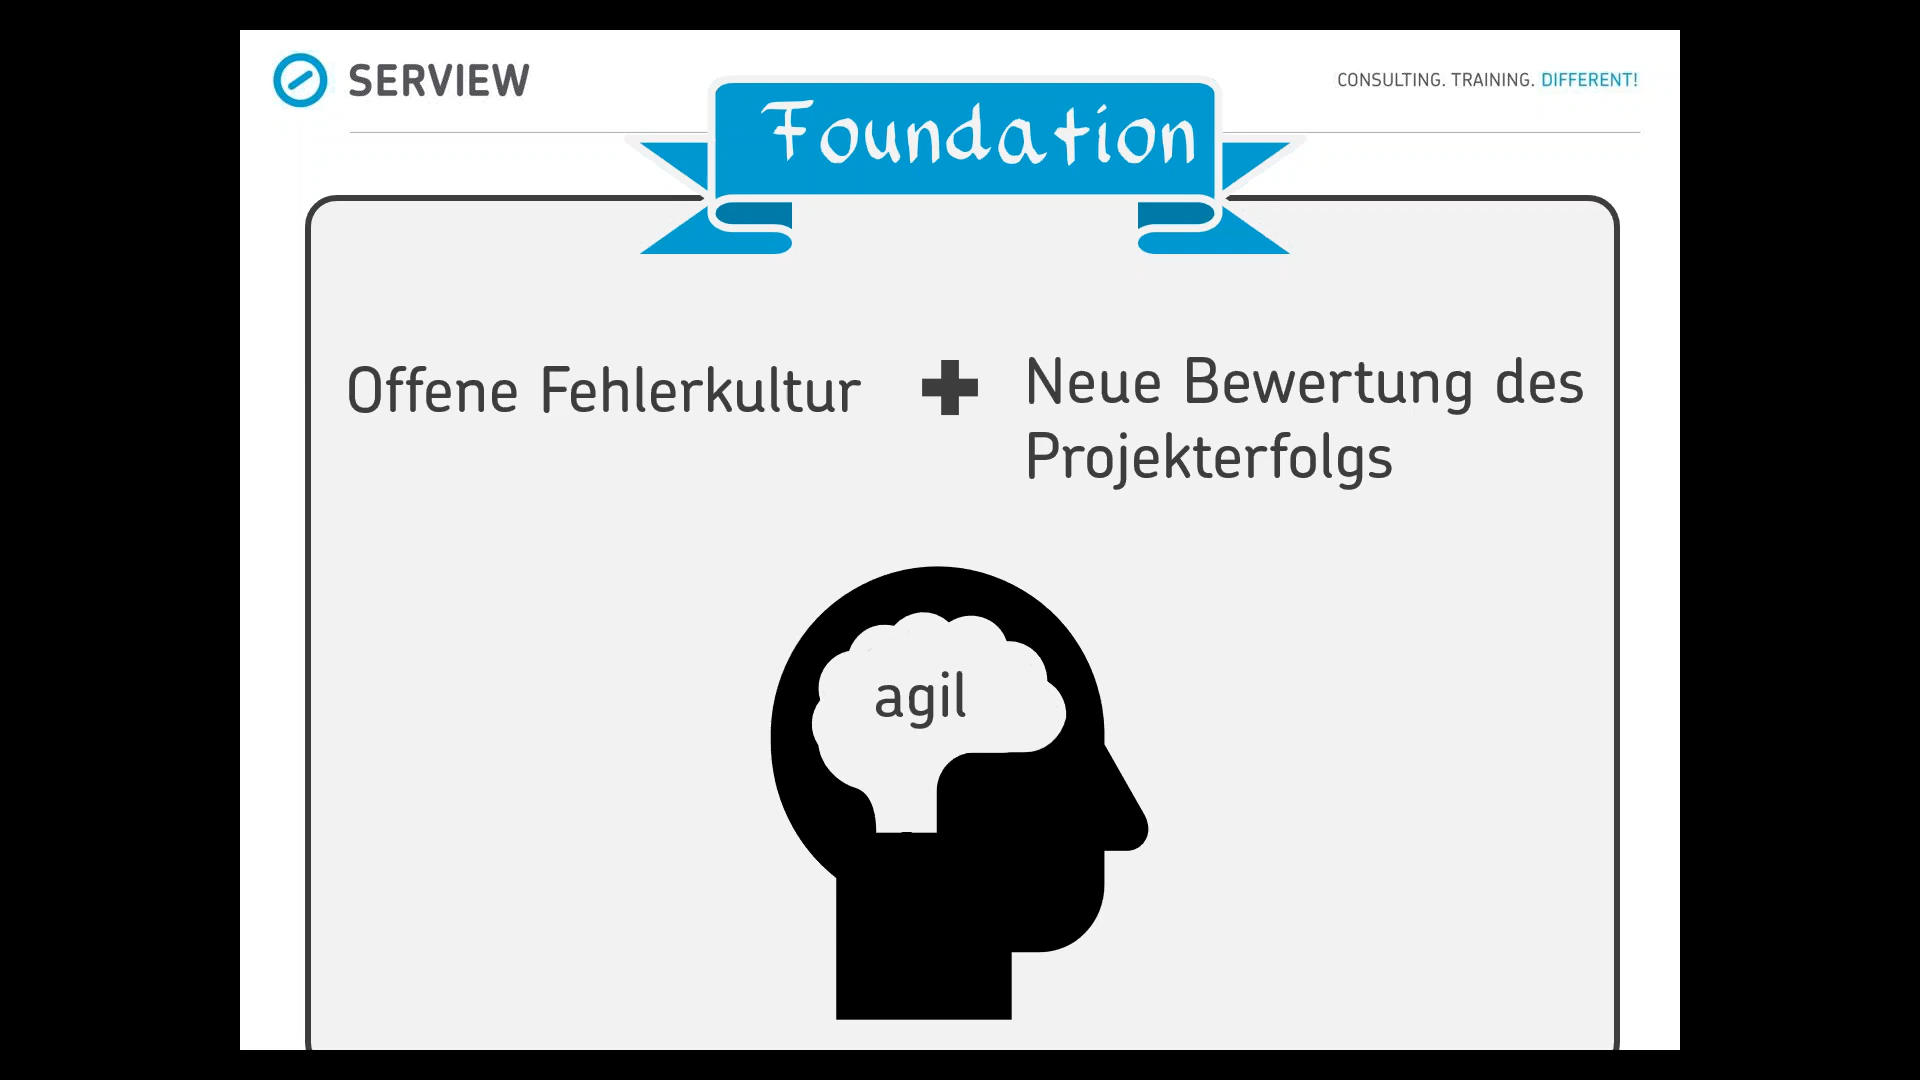 SERVIEW
CONSULTING. TRAINING. DIFFERENT!
Foundation
Offene Fehlerkultur
Neue Bewertung des
Projekterfolgs
agil